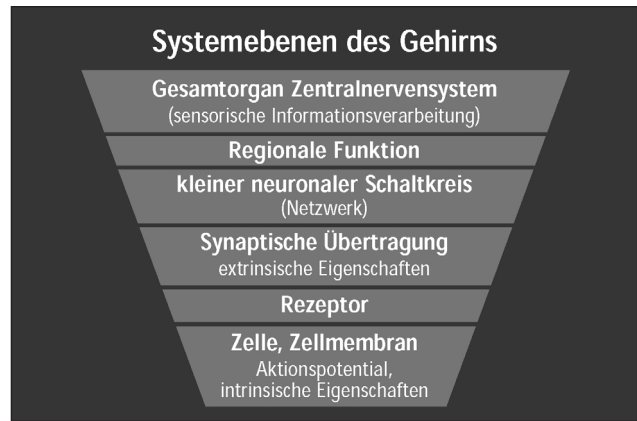 Systemebenen des Gehirns
Gesamtorgan Zentralnervensystem
(sensorische Informationsverarbeitung)
Regionale Funktion
kleiner neuronaler Schaltkreis
(Netzwerk)
Synaptische Übertragung
extrinsische Eigenschaften
Rezeptor
Zelle, Zellmembran
Aktionspotential,
intrinsische Eigenschaften